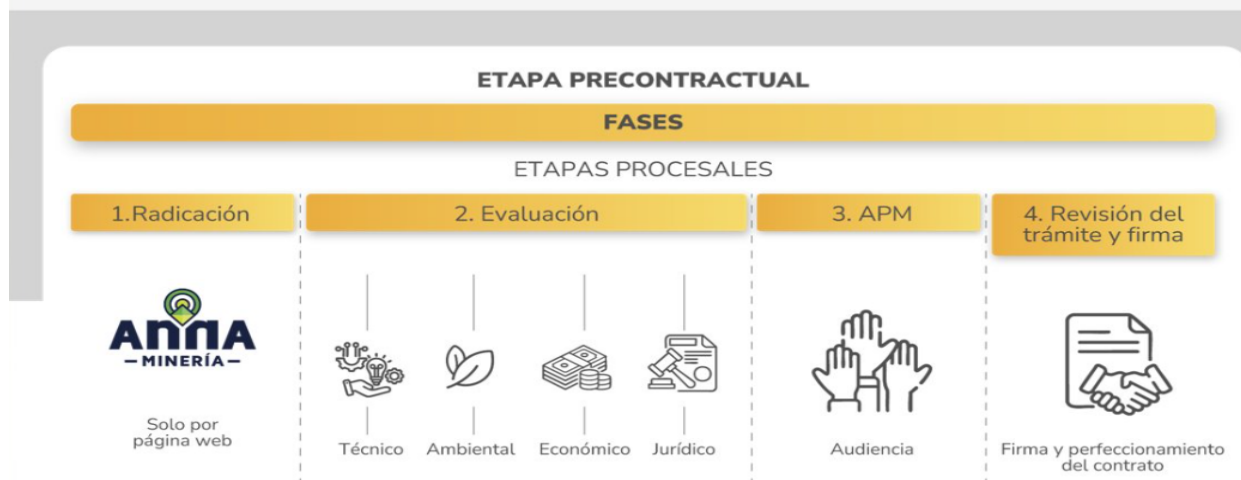 ETAPA PRECONTRACTUAL
FASES
ETAPAS PROCESALES
1.Radicación
2. Evaluación
3. APM
4. Revisión del
trámite y firma
ANNA
–MINERÍA–
Solo por
página web
Técnico
Ambiental
Económico
Jurídico
Audiencia
Firma y perfeccionamiento
del contrato